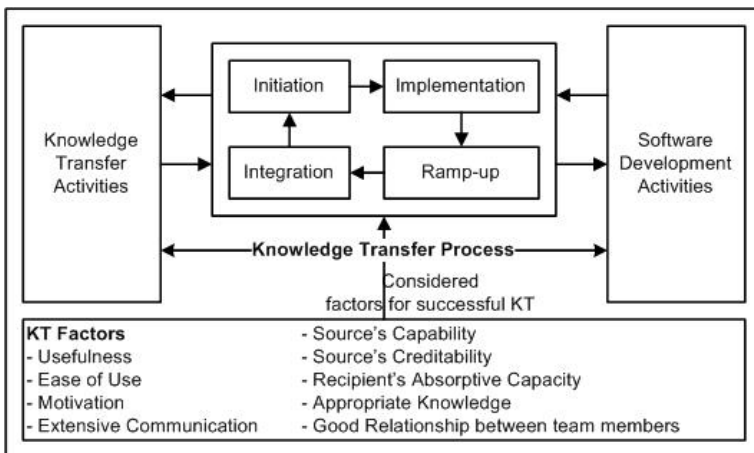 Knowledge
Transfer
Activities
Initiation
Implementation
Integration
Ramp-up
Software
Development
Activities
Knowledge Transfer Process
Considered
factors for successful KT
KT Factors
- Usefulness
- Ease of Use
- Motivation
- Extensive Communication
- Source's Capability
- Source's Creditability
- Recipient's Absorptive Capacity
- Appropriate Knowledge
- Good Relationship between team members